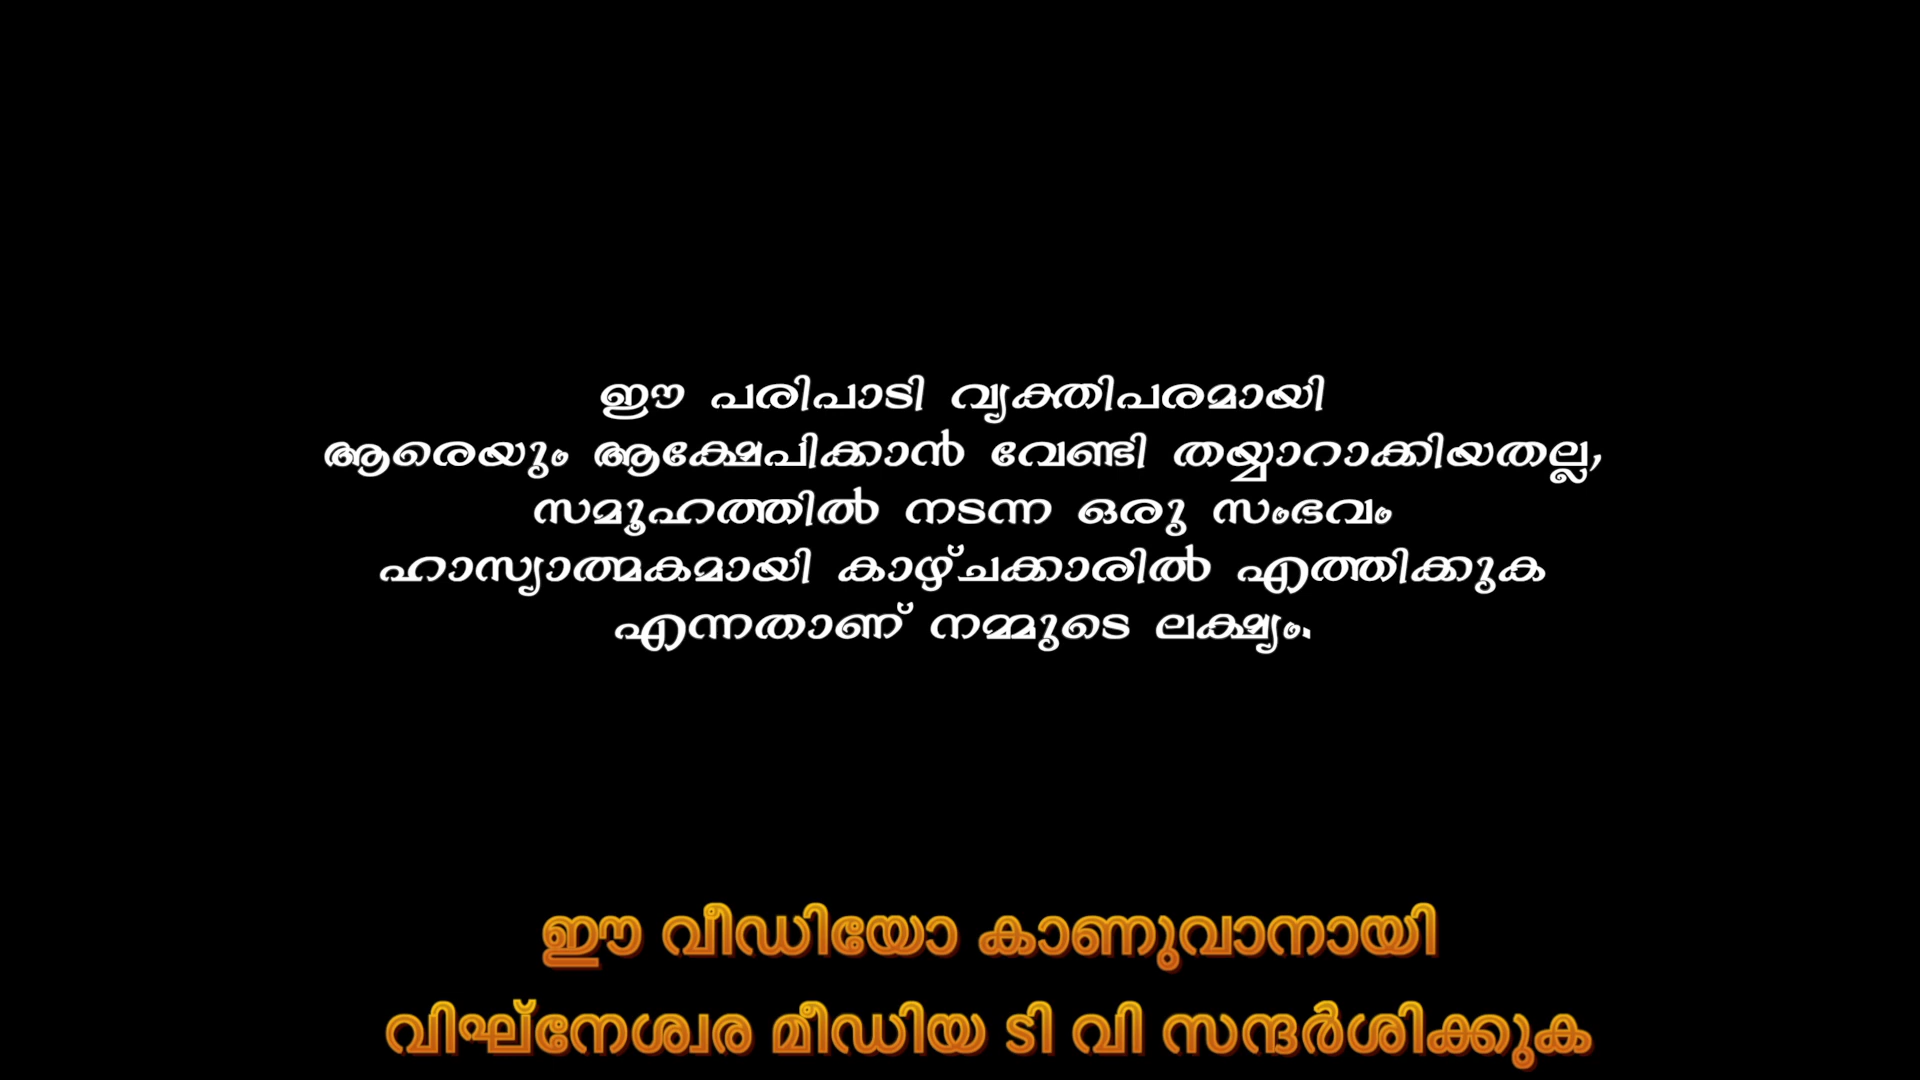 ഈ പരിപാടി വ്യക്തിപരമായി
ആരെയും ആക്ഷേപിക്കാൻ വേണ്ടി തയ്യാറാക്കിയതല്ല,
സമൂഹത്തിൽ നടന്ന ഒരു സംഭവം
ഹാസ്യാത്മകമായി കാഴ്ചക്കാരിൽ എത്തിക്കുക
എന്നതാണ് നമ്മുടെ ലക്ഷ്യം.
ഈ വീഡിയോ കാണുവാനായി
വിഘ്നേശ്വര മീഡിയ ടി വി സന്ദർശിക്കുക